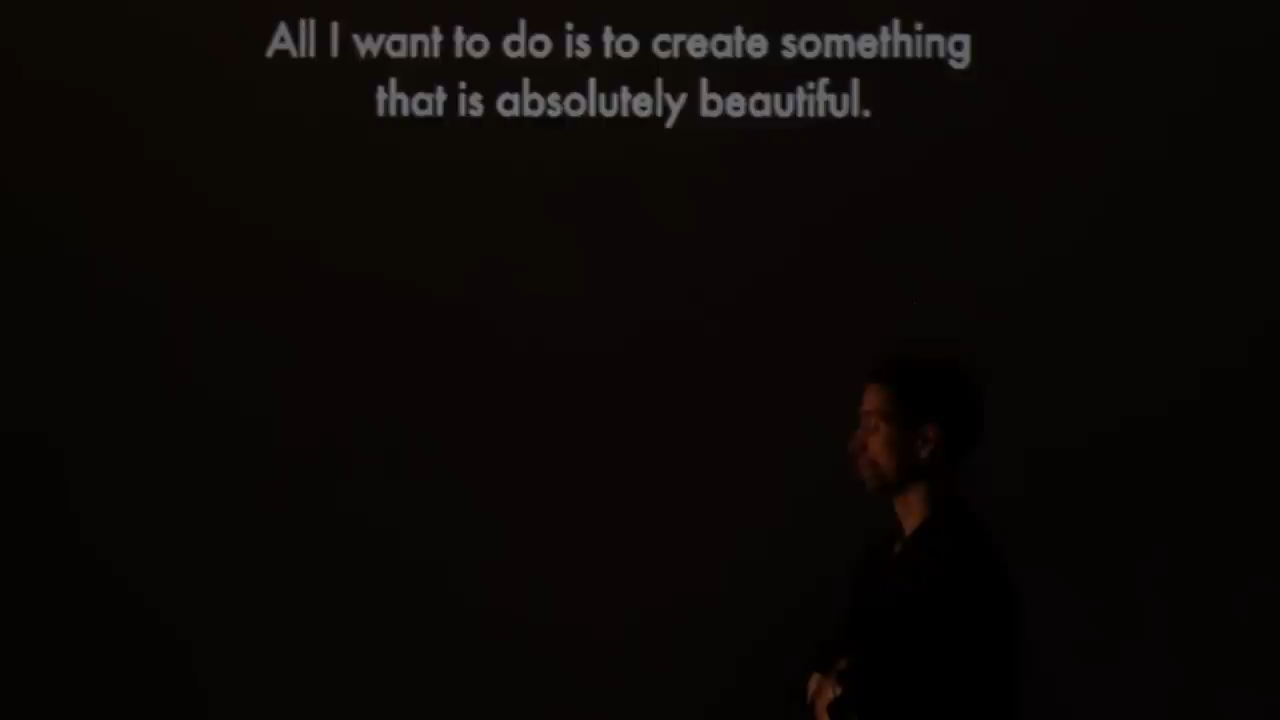 All I want to do is to create something
that is absolutely beautiful.